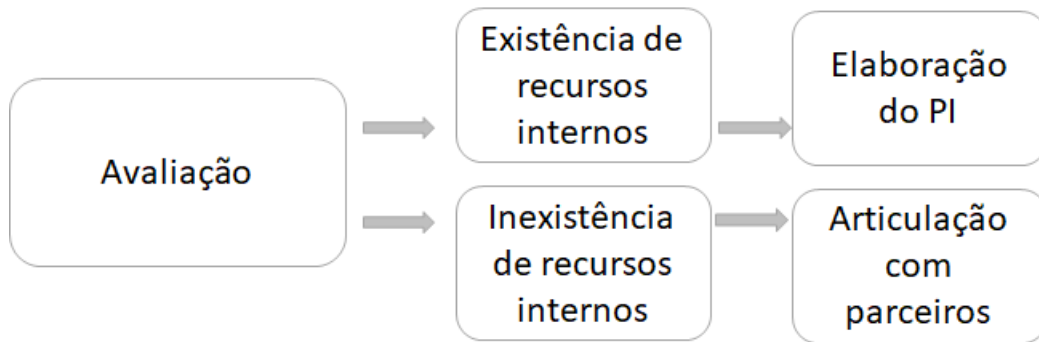 Avaliação
Existência de
recursos
internos
Elaboração
do PI
Inexistência
de recursos
internos
Articulação
com
parceiros